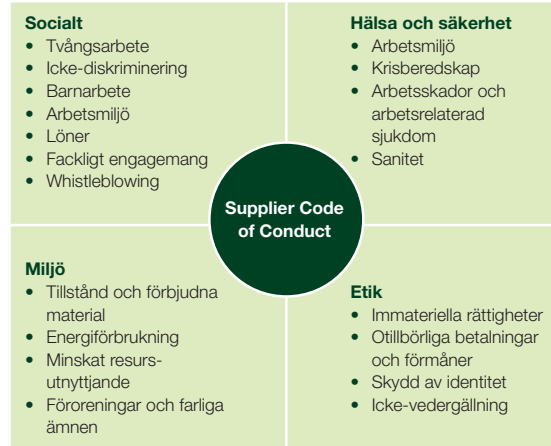 Socialt
• Tvångsarbete
• Icke-diskriminering
• Barnarbete
• Arbetsmiljö
• Löner
• Fackligt engagemang
• Whistleblowing
Hälsa och säkerhet
• Arbetsmiljö
• Krisberedskap
• Arbetsskador och
arbetsrelaterad
sjukdom
• Sanitet
Supplier Code
of Conduct
Miljö
• Tillstånd och förbjudna
material
• Energiförbrukning
• Minskat resurs-
utnyttjande
• Föroreningar och farliga
ämnen
Etik
• Immateriella rättigheter
• Otillbörliga betalningar
och förmåner
• Skydd av identitet
• Icke-vedergällning